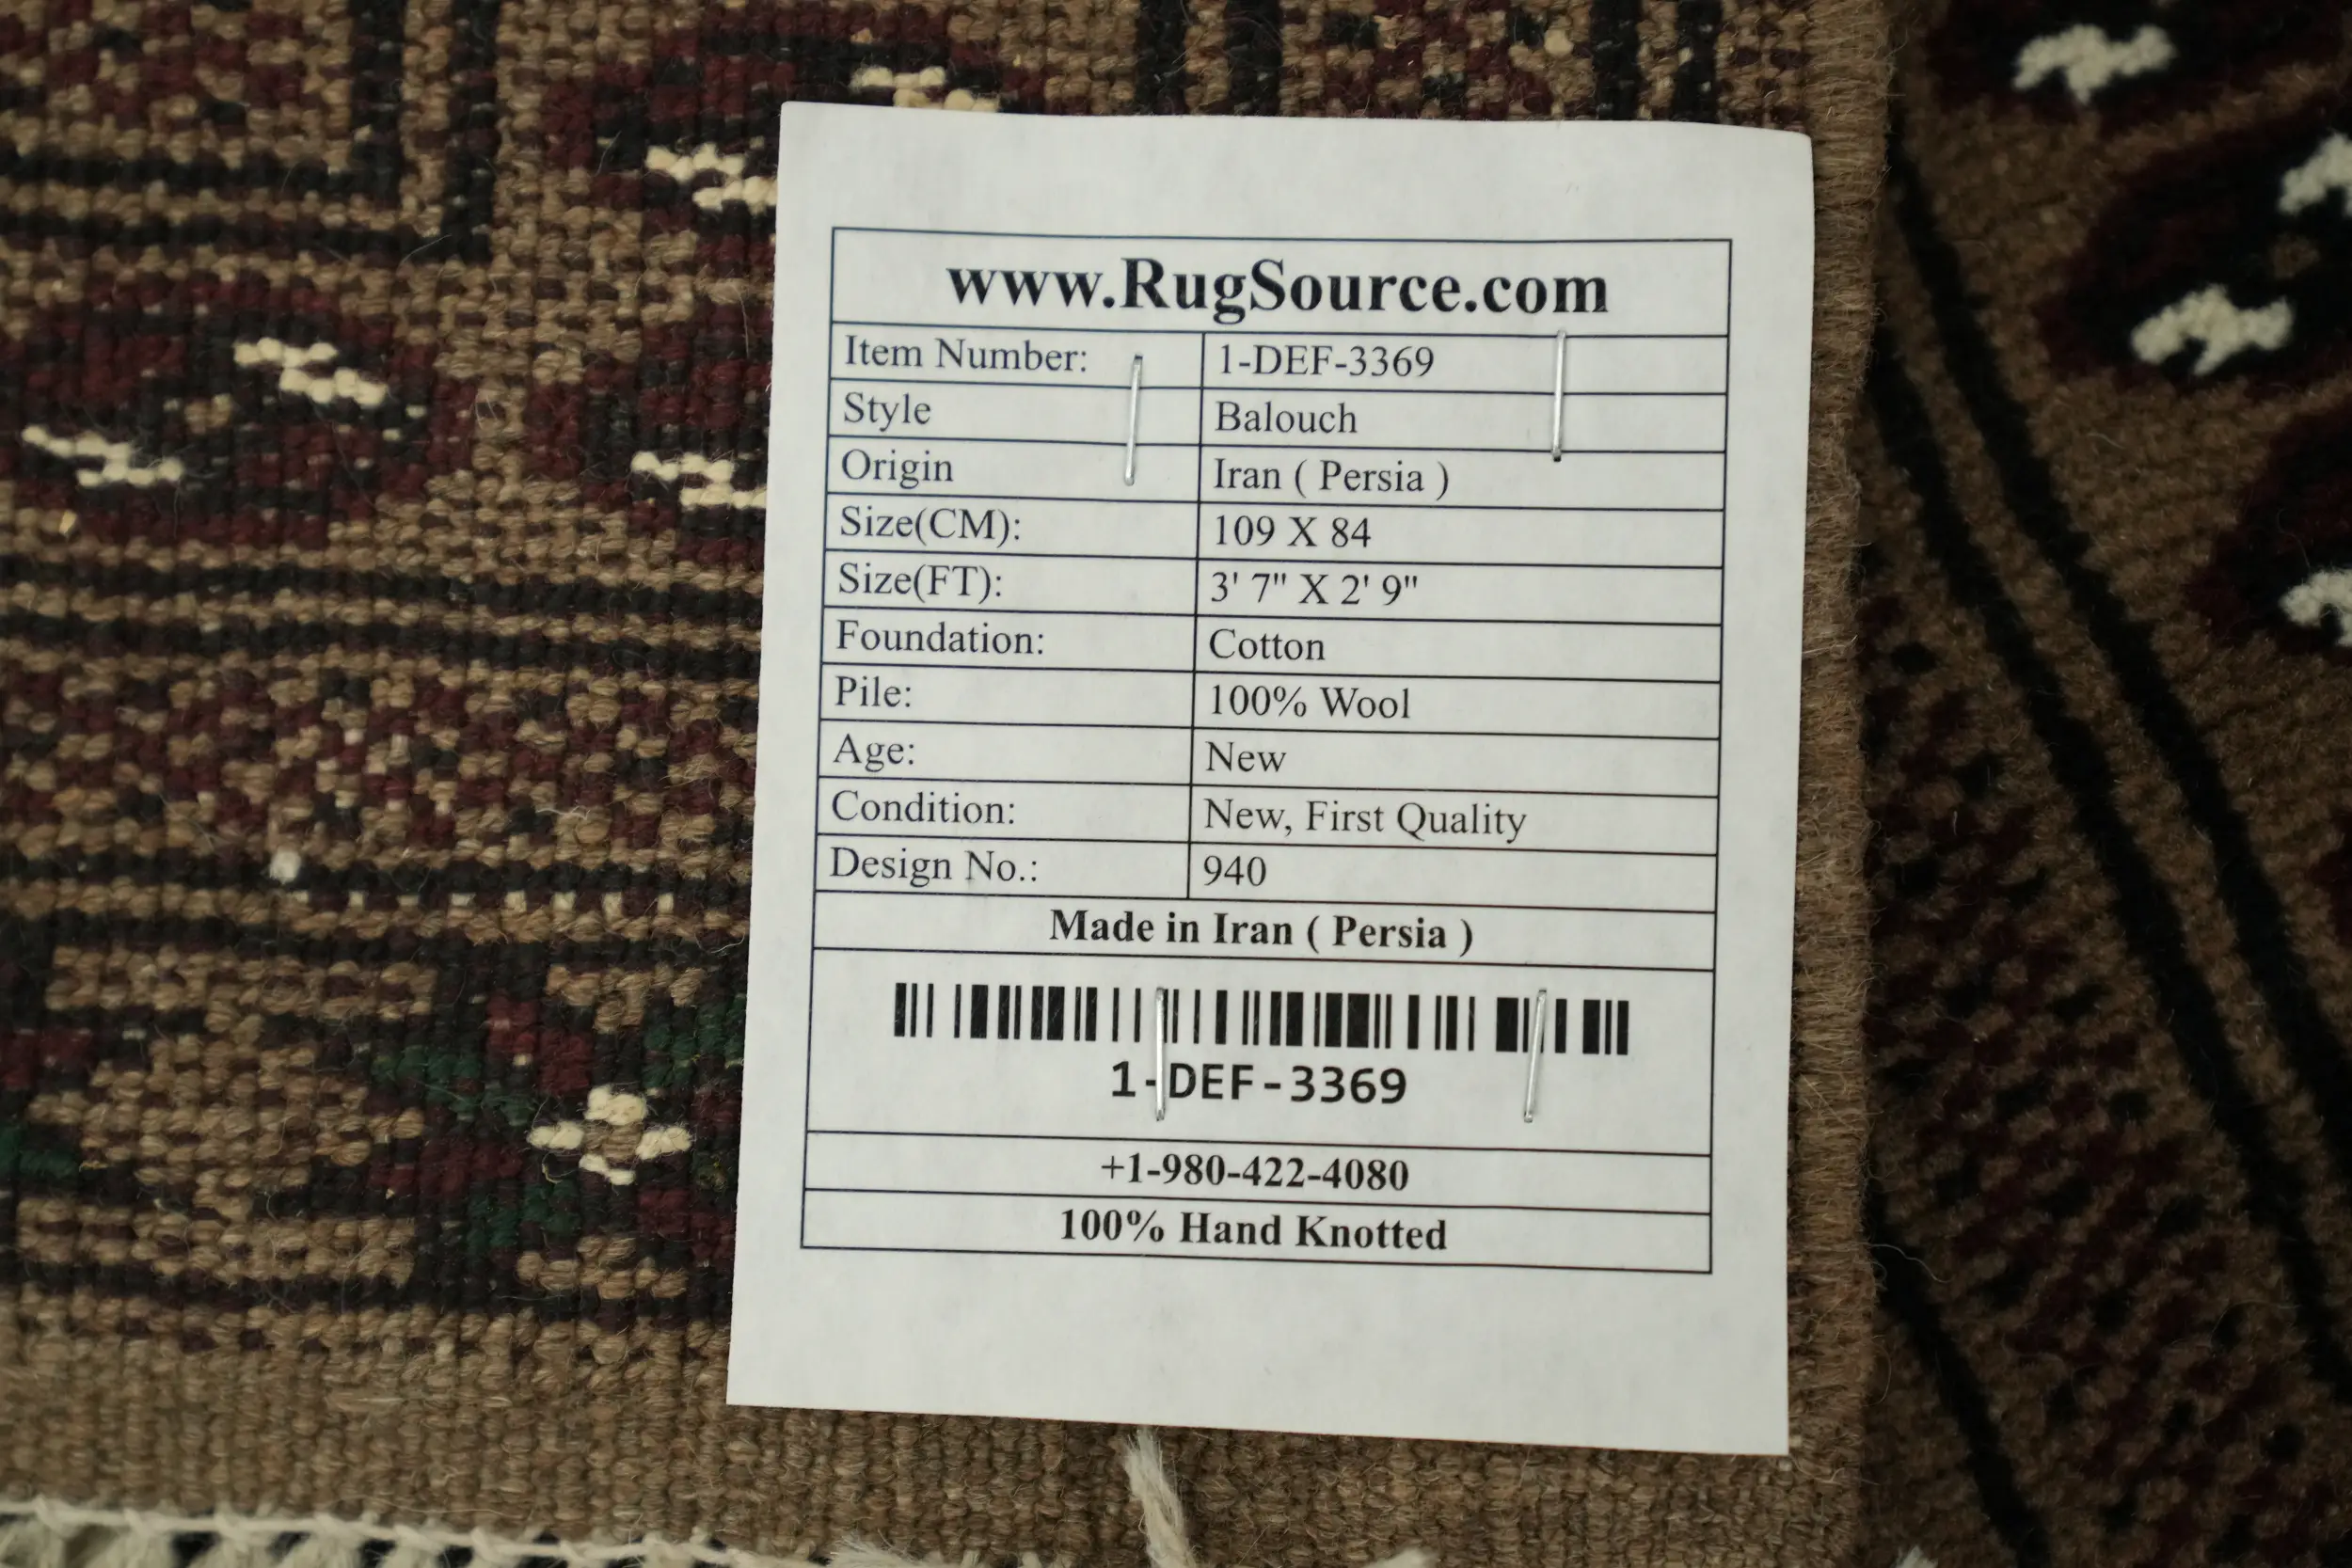 www.RugSource.com
Item Number: 1-DEF-3369
Style Balouch
Origin Iran ( Persia )
Size(CM): 109 X 84
Size(FT): 3' 7" X 2' 9"
Foundation: Cotton
Pile: 100% Wool
Age: New
Condition: New, First Quality
Design No.: 940
Made in Iran ( Persia )
1-DEF-3369
+1-980-422-4080
100% Hand Knotted